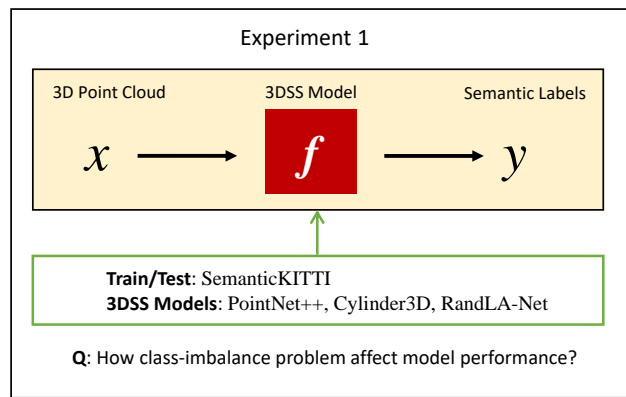 Experiment 1
3D Point Cloud 3DSS Model Semantic Labels
x f y
Train/Test: SemanticKITTI
3DSS Models: PointNet++, Cylinder3D, RandLA-Net
Q: How class-imbalance problem affect model performance?